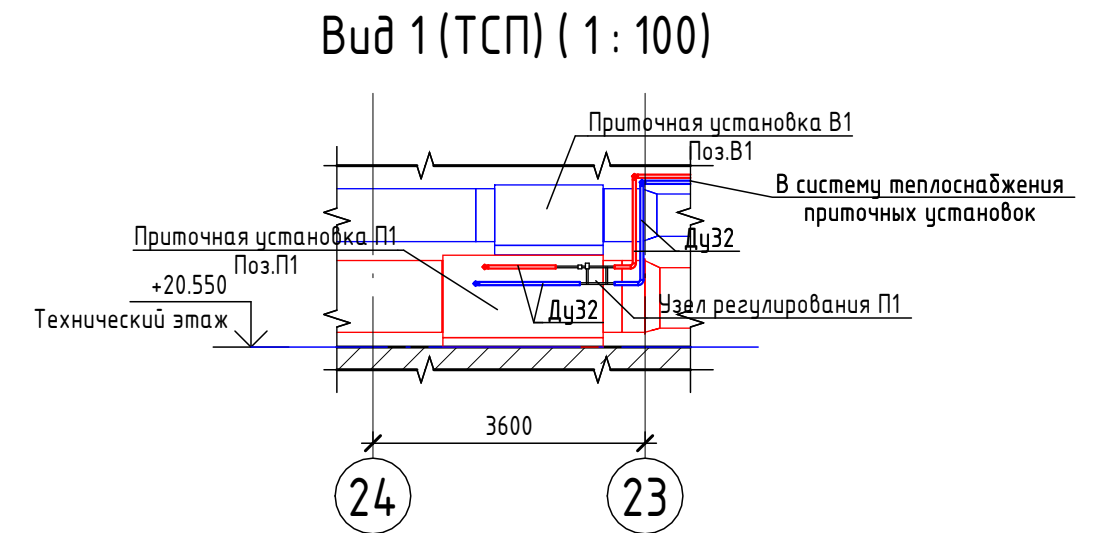 Вид 1 (ТСП) ( 1 : 100)
Приточная установка В1
Поз.В1
В систему теплоснабжения
приточных установок
Приточная установка П1
Поз.П1
Ду32
+20.550
Технический этаж
Ду32
Узел регулирования П1
3600
24
23